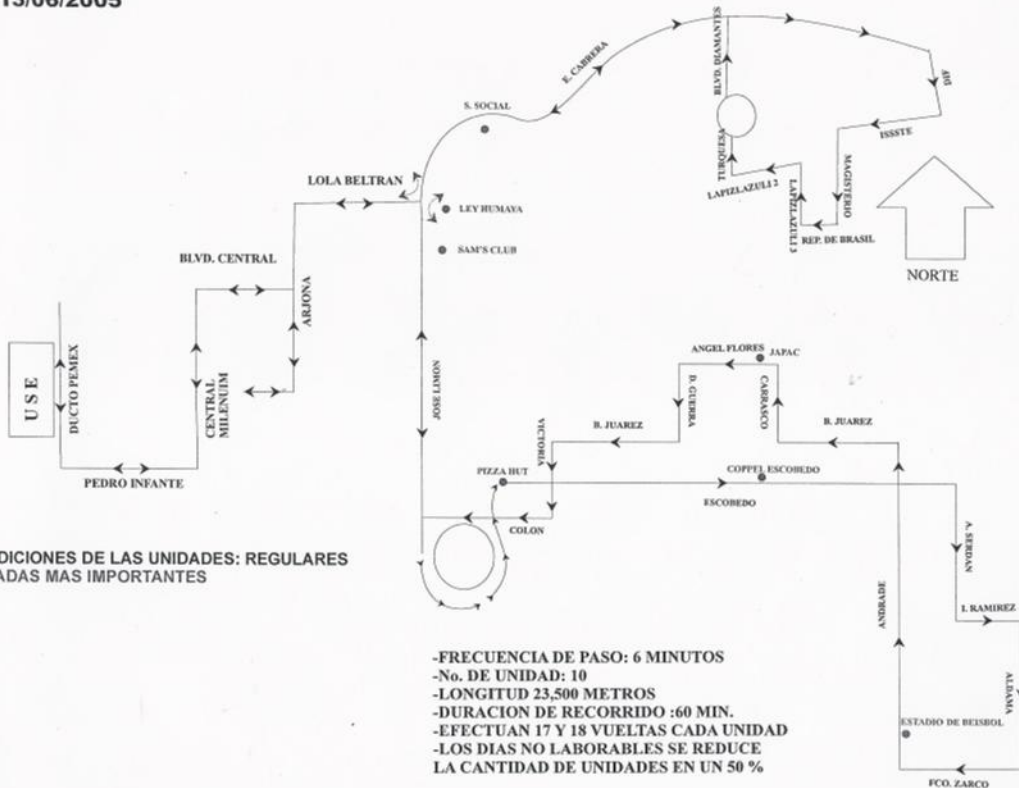 13/06/2005
E. CABRERA
BLVD. DIAMANTES
DIF
S. SOCIAL
ISSSTE
TURQUESA
LAPIZLAZULI 2
LAPIZLAZULI 3
MAGISTERIO
REP. DE BRASIL
NORTE
LOLA BELTRAN
LEY HUMAYA
SAM'S CLUB
BLVD. CENTRAL
ARJONA
U S E
DUCTO PEMEX
CENTRAL
MILENUIM
PEDRO INFANTE
JOSE LIMON
ANGEL FLORES
JAPAC
D. GUERRA
CARRASCO
B. JUAREZ
B. JUAREZ
VICTORIA
PIZZA HUT
COPPEL ESCOBEDO
ESCOBEDO
COLON
A. SERDAN
I. RAMIREZ
ANDRADE
ALDAMA
ESTADIO DE BEISBOL
FCO. ZARCO
DICIONES DE LAS UNIDADES: REGULARES
ADAS MAS IMPORTANTES
-FRECUENCIA DE PASO: 6 MINUTOS
-No. DE UNIDAD: 10
-LONGITUD 23,500 METROS
-DURACION DE RECORRIDO :60 MIN.
-EFECTUAN 17 Y 18 VUELTAS CADA UNIDAD
-LOS DIAS NO LABORABLES SE REDUCE
LA CANTIDAD DE UNIDADES EN UN 50 %